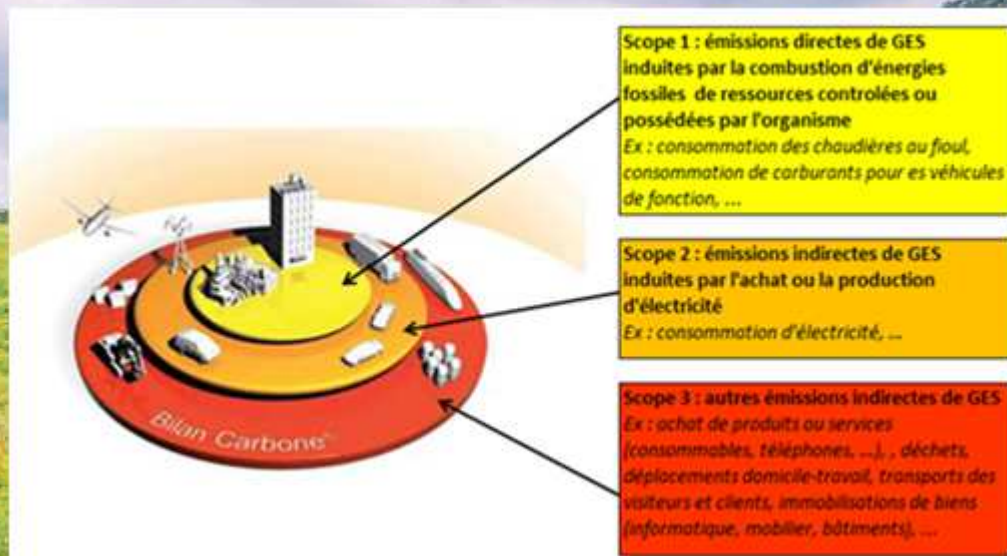 Scope 1 : émissions directes de GES
induites par la combustion d'énergies
fossiles de ressources controlées ou
possédées par l'organisme
Ex : consommation des chaudières au fioul,
consommation de carburants pour es véhicules
de fonction, ...
Scope 2 : émissions indirectes de GES
induites par l'achat ou la production
d'électricité
Ex : consommation d'électricité, ...
Scope 3 : autres émissions indirectes de GES
Ex : achat de produits ou services
(consommables, téléphones, ...), , déchets,
déplacements domicile-travail, transports des
visiteurs et clients, immobilisations de biens
(informatique, mobilier, bâtiments), ...
Bilan Carbone